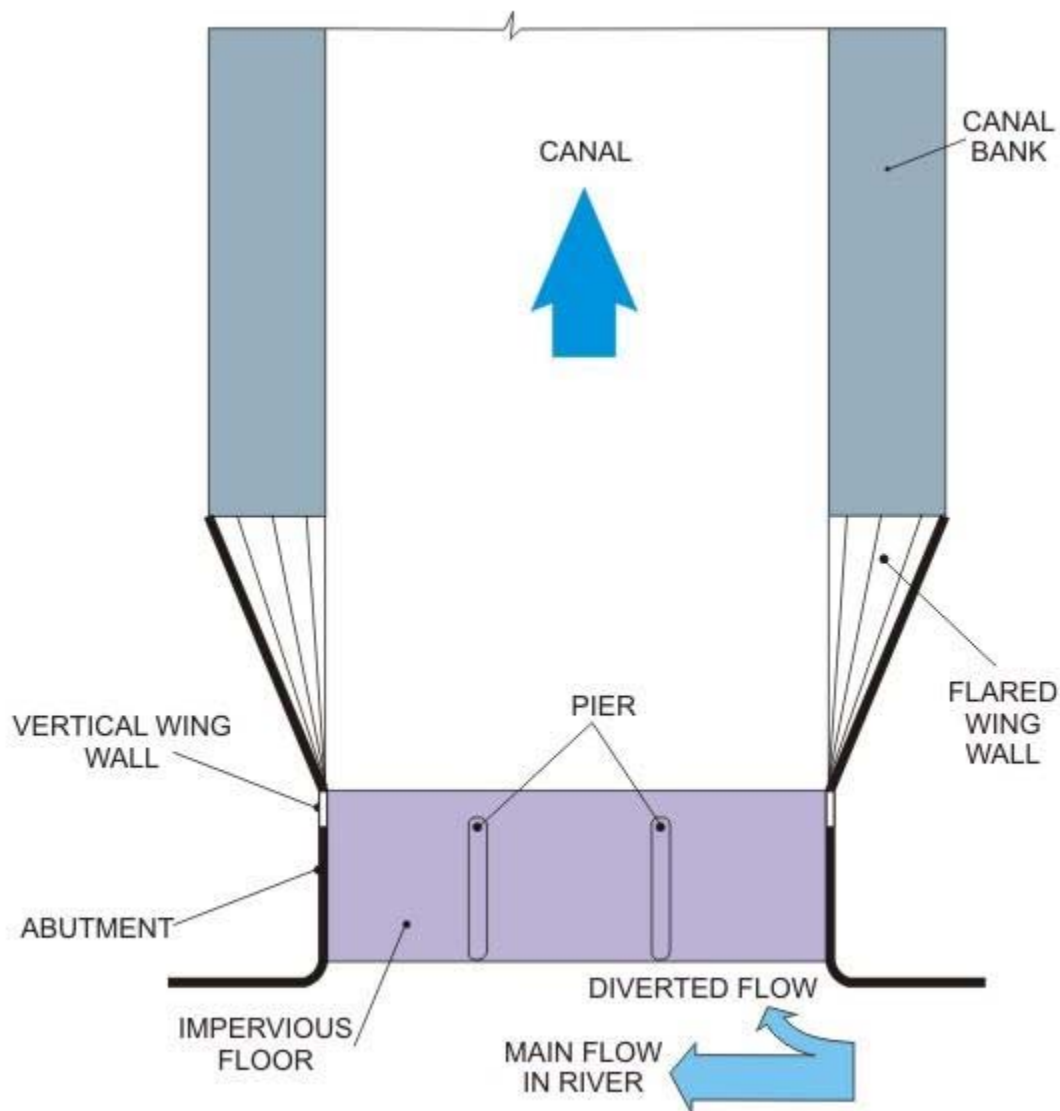 CANAL
CANAL
BANK
PIER
FLARED
WING
WALL
VERTICAL WING
WALL
ABUTMENT
IMPERVIOUS
FLOOR
DIVERTED FLOW
MAIN FLOW
IN RIVER